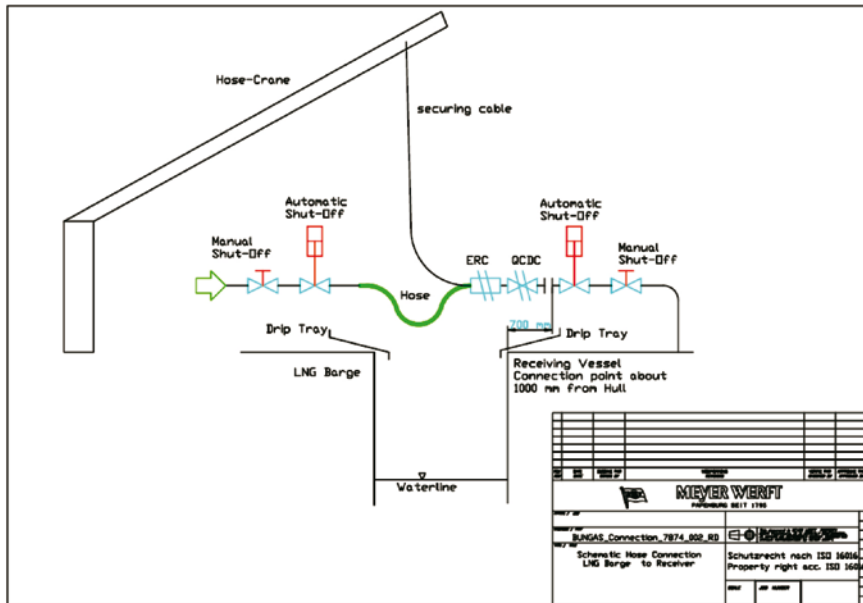 Hose-Crane
securing cable
Automatic
Shut-Off
Automatic
Shut-Off
Manual
Shut-Off
ERC
QCDC
Manual
Shut-Off
Hose
700 mm
Drip Tray
Drip Tray
LNG Barge
Receiving Vessel
Connection point about
1000 mm from Hull
Waterline
MEYER WERFT
PAPENBURG SEIT 1795
BUNGAS_Connection_7874_002_RD
Schematic Hose Connection
LNG Barge to Receiver
Schutzrecht nach ISO 16016
Property right acc. ISO
SCALE